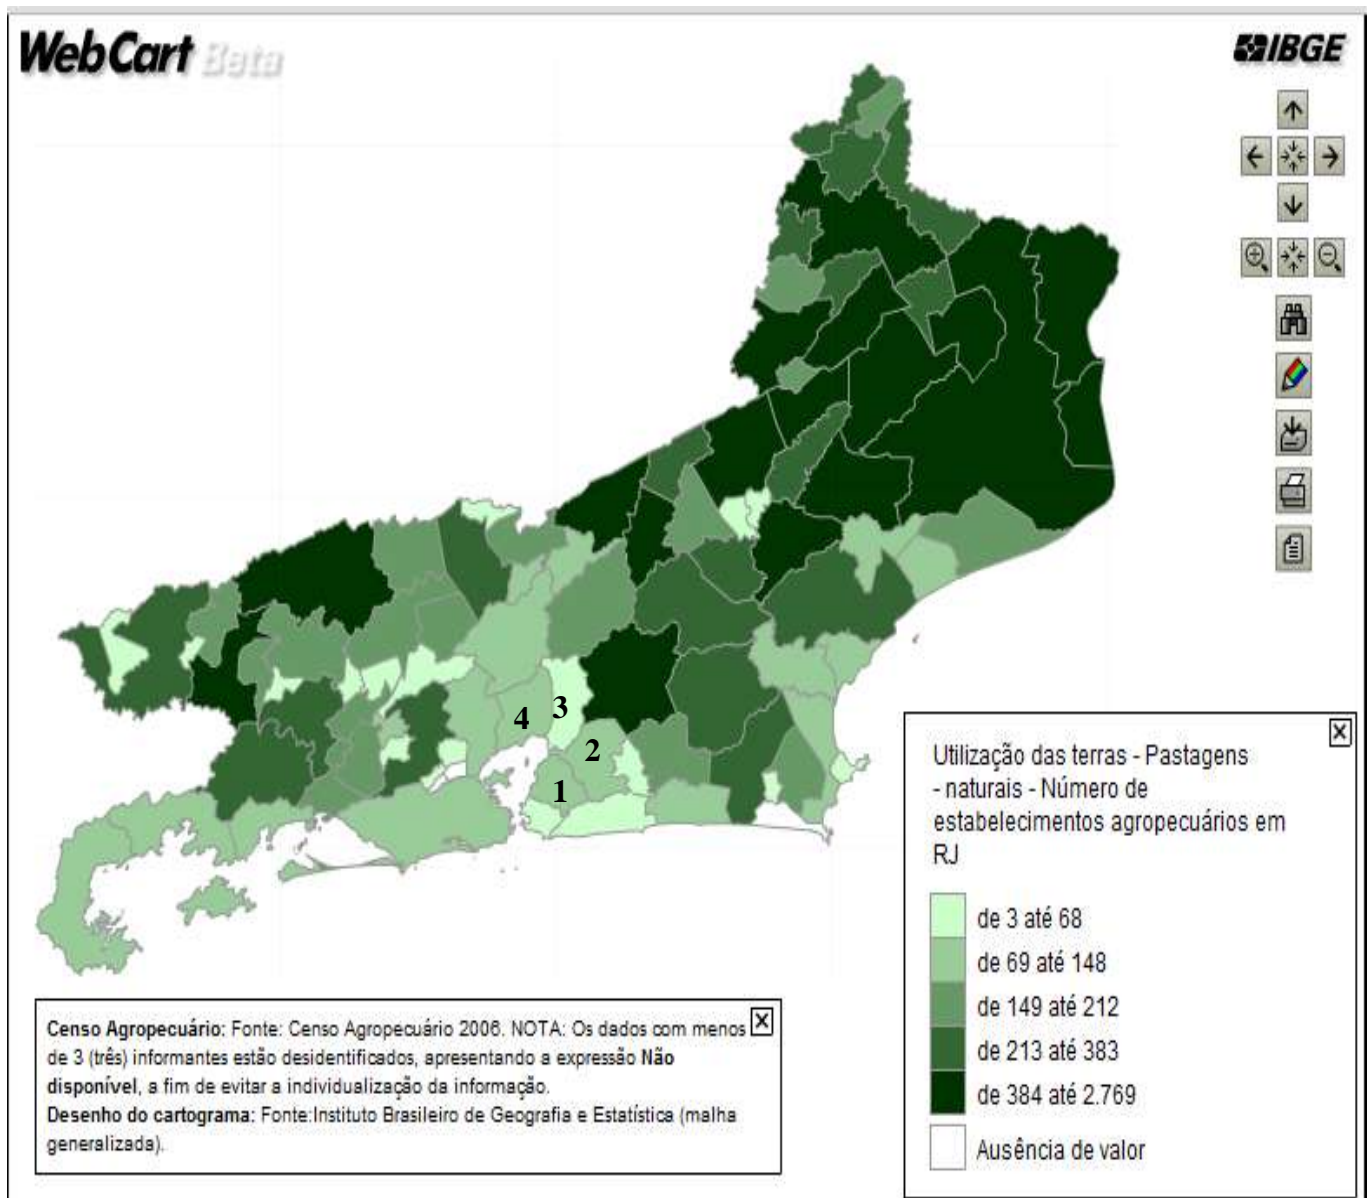 WebCart Beta
IBGE
3
4
2
1
Utilização das terras - Pastagens
- naturais - Número de
estabelecimentos agropecuários em
RJ
de 3 até 68
de 69 até 148
de 149 até 212
de 213 até 383
de 384 até 2.769
Ausência de valor
Censo Agropecuário: Fonte: Censo Agropecuário 2006. NOTA: Os dados com menos
de 3 (três) informantes estão desidentificados, apresentando a expressão Não
disponível, a fim de evitar a individualização da informação.
Desenho do cartograma: Fonte:Instituto Brasileiro de Geografia e Estatística (malha
generalizada).